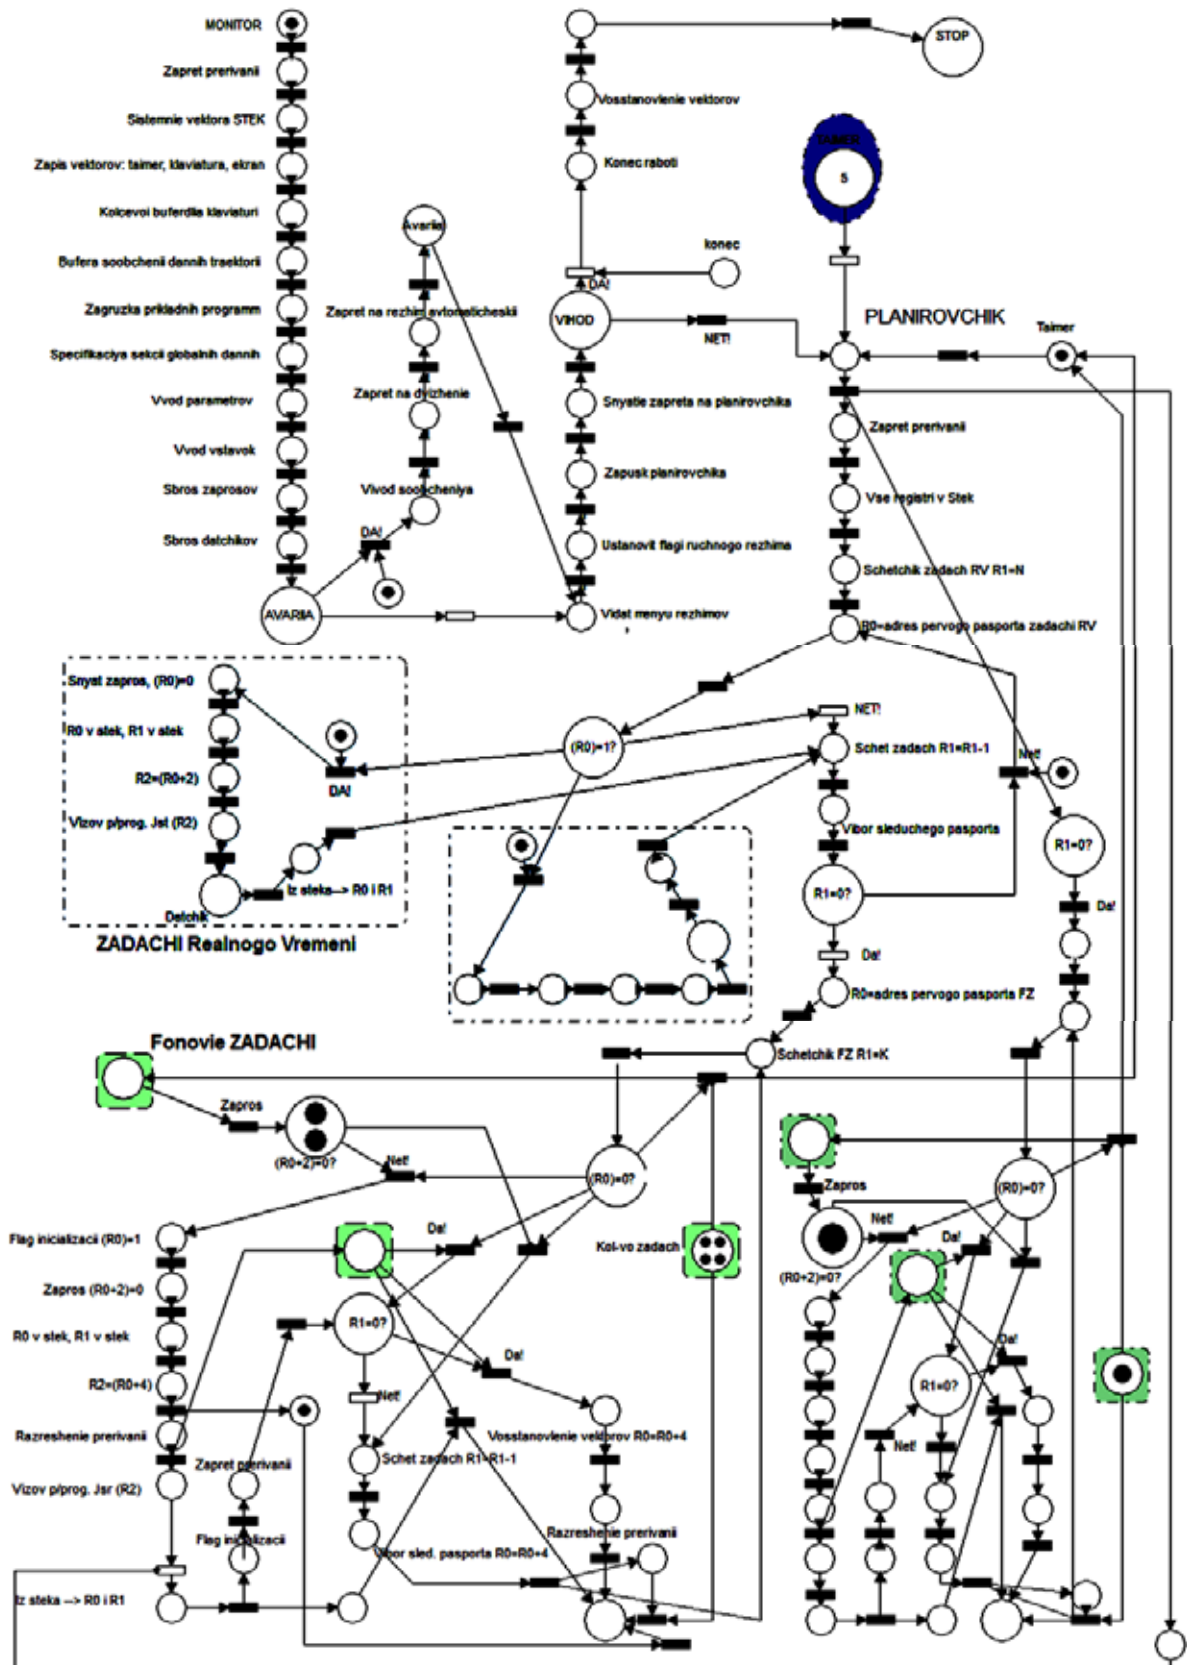 MONITOR
Zapret prerivanii
Sistemnie vektora STEK
Zapis vektorov: taimer, klaviatura, ekran
Kolcevoi buferdlia klaviaturi
Bufera soobchenii dannih traektorii
Zagruzka prikladnih programm
Specifikaciya sekcii globalnih dannih
Vvod parametrov
Vvod vstavok
Sbros zaprosov
Sbros datchikov
AVARIIA
DA!
Avariia
Zapret na rezhim avtomaticheskii
Zapret na dvizhenie
Vivod soobcheniya
STOP
Vosstanovlenie vektorov
Konec raboti
konec
DA!
VIHOD
NET!
Snyatie zapreta na planirovchika
Zapusk planirovchika
Ustanovit flagi ruchnogo rezhima
Vidat menyu rezhimov
TAIMER
5
PLANIROVCHIK
Taimer
Zapret prerivanii
Vse registri v Stek
Schetchik zadach RV R1=N
R0=adres pervogo pasporta zadachi RV
Snyat zapros, (R0)=0
R0 v stek, R1 v stek
R2=(R0+2)
Vizov p/prog. Jst (R2)
Datchik
Iz steka--> R0 i R1
DA!
ZADACHI Realnogo Vremeni
(R0)=1?
NET!
Schet zadach R1=R1-1
Vibor sleduchego pasporta
R1=0?
Net!
Da!
R0=adres pervogo pasporta FZ
Schetchik FZ R1=K
R1=0?
Da!
Fonovie ZADACHI
Zapros
(R0+2)=0?
Net!
(R0)=0?
Flag inicializacii (R0)=1
Zapros (R0+2)=0
R0 v stek, R1 v stek
R2=(R0+4)
Razreshenie prerivanii
Vizov p/prog. Jsr (R2)
Iz steka --> R0 i R1
Zapret prerivanii
Flag inicializacii
Da!
Kol-vo zadach
R1=0?
Da!
Net!
Schet zadach R1=R1-1
Vibor sled. pasporta R0=R0+4
Vosstanovlenie vektorov R0=R0+4
Razreshenie prerivanii
Zapros
(R0+2)=0?
Net!
(R0)=0?
Da!
R1=0?
Da!
Net!